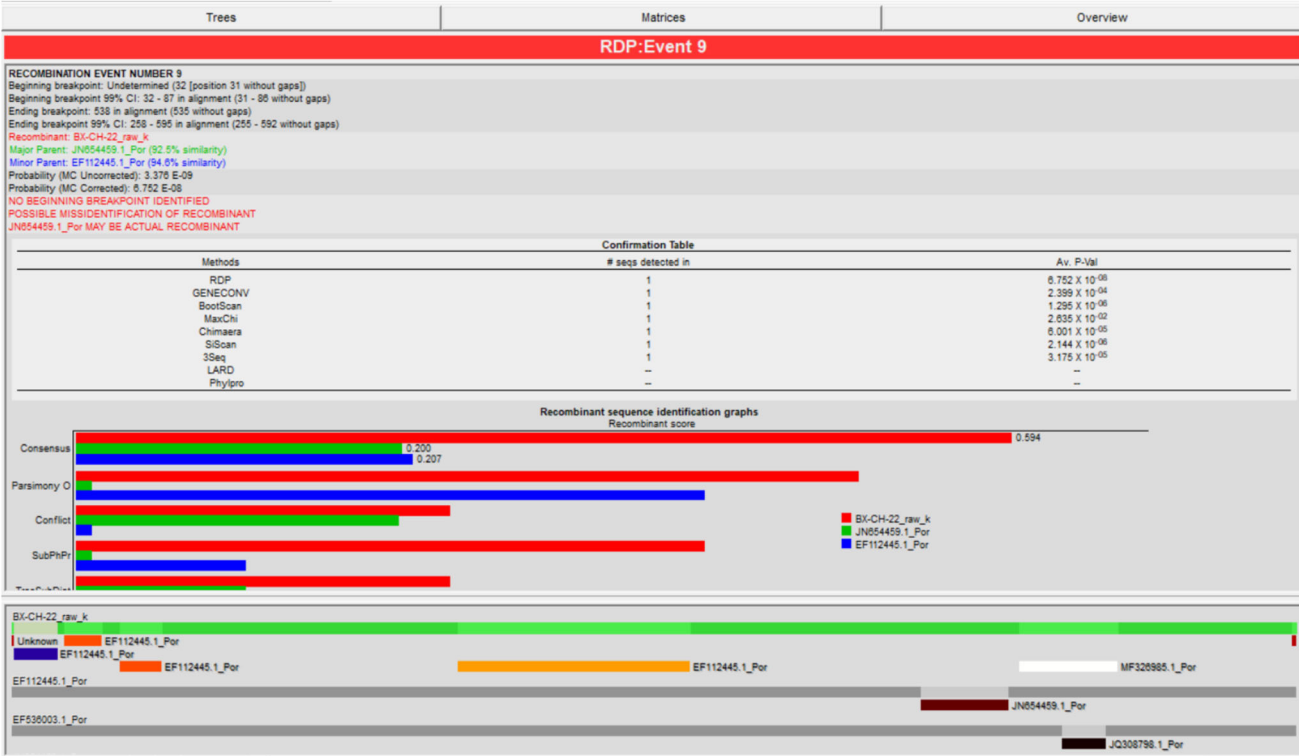 Trees Matrices Overview
RDP:Event 9
RECOMBINATION EVENT NUMBER 9
Beginning breakpoint: Undetermined (32 [position 31 without gaps])
Beginning breakpoint 99% CI: 32 - 87 in alignment (31 - 86 without gaps)
Ending breakpoint: 538 in alignment (535 without gaps)
Ending breakpoint 99% CI: 258 - 595 in alignment (255 - 592 without gaps)
Recombinant: BX-CH-22_raw_k
Major Parent: JN654459.1_Por (92.5% similarity)
Minor Parent: EF112445.1_Por (94.6% similarity)
Probability (MC Uncorrected): 3.376 E-09
Probability (MC Corrected): 6.752 E-08
NO BEGINNING BREAKPOINT IDENTIFIED
POSSIBLE MISSIDENTIFICATION OF RECOMBINANT
JN654459.1_Por MAY BE ACTUAL RECOMBINANT
Confirmation Table
Methods # seqs detected in Av. P-Val
RDP 1 6.752 X 10-08
GENECONV 1 2.399 X 10-04
BootScan 1 1.295 X 10-06
MaxChi 1 2.635 X 10-02
Chimaera 1 6.001 X 10-05
SiScan 1 2.144 X 10-06
3Seq 1 3.175 X 10-05
LARD -- --
Phylpro -- --
Recombinant sequence identification graphs
Recombinant score
Consensus 0.594
0.200
0.207
Parsimony O
Conflict
BX-CH-22_raw_k
JN654459.1_Por
EF112445.1_Por
SubPhPr
BX-CH-22_raw_k
Unknown EF112445.1_Por
EF112445.1_Por
EF112445.1_Por EF112445.1_Por MF326985.1_Por
EF112445.1_Por
JN654459.1_Por
EF536003.1_Por
JQ308798.1_Por